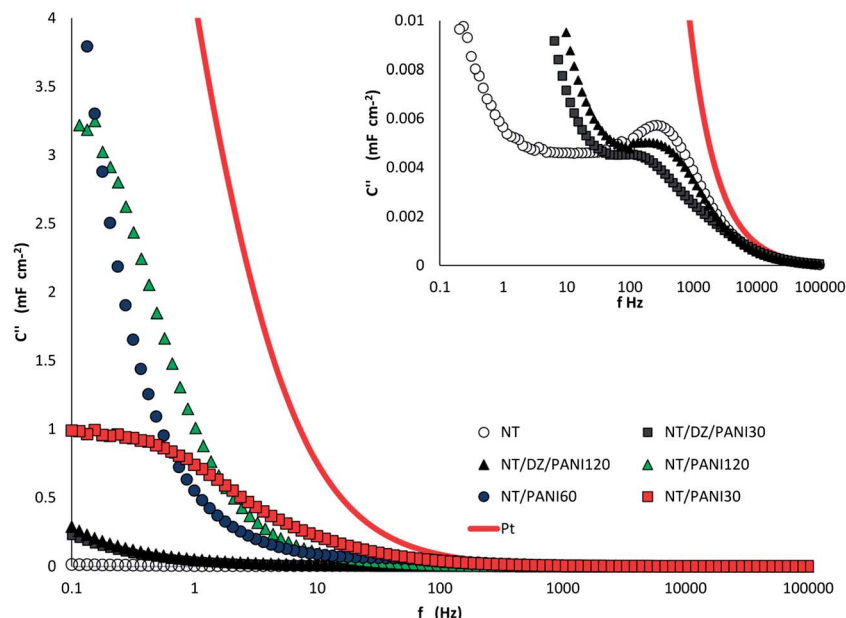 4
3.5
3
2.5
2
1.5
1
0.5
0
C'' (mF cm-2)
0.1 1 10 100 1000 10000 100000
f (Hz)
0.01
0.008
0.006
0.004
0.002
0
C'' (mF cm-2)
0.1 1 10 100 1000 10000 100000
f Hz
NT NT/DZ/PANI30
NT/DZ/PANI120 NT/PANI120
NT/PANI60 NT/PANI30
Pt